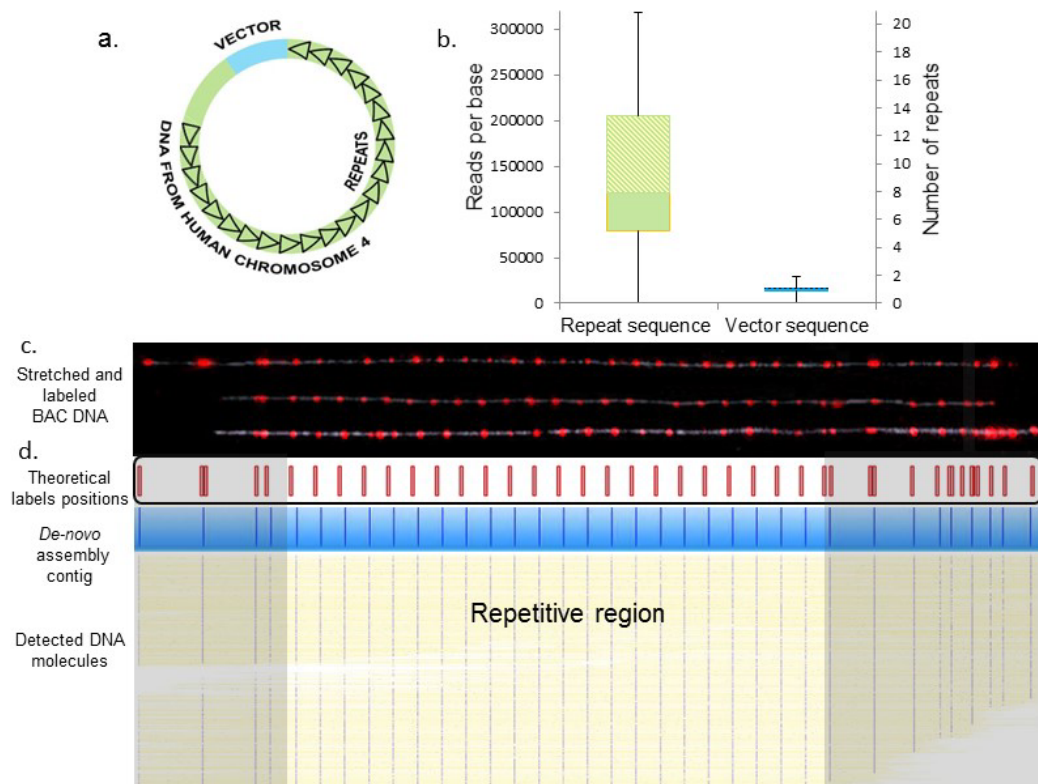 a.
VECTOR
DNA FROM HUMAN CHROMOSOME 4
REPEATS
b.
Reads per base
300000
250000
200000
150000
100000
50000
0
Number of repeats
20
18
16
14
12
10
8
6
4
2
0
Repeat sequence
Vector sequence
c.
Stretched and
labeled
BAC DNA
d.
Theoretical
labels positions
De-novo
assembly
contig
Detected DNA
molecules
Repetitive region